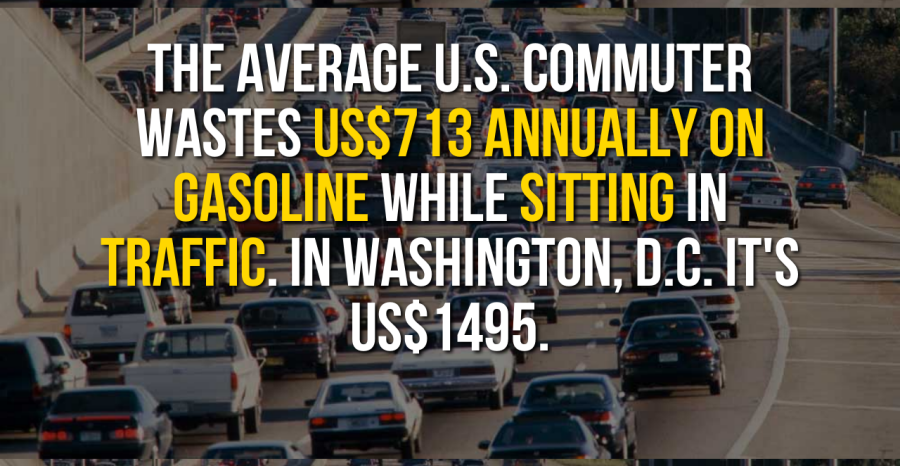 THE AVERAGE U.S. COMMUTER
WASTES US$713 ANNUALLY ON
GASOLINE WHILE SITTING IN
TRAFFIC. IN WASHINGTON, D.C. IT'S
US$1495.